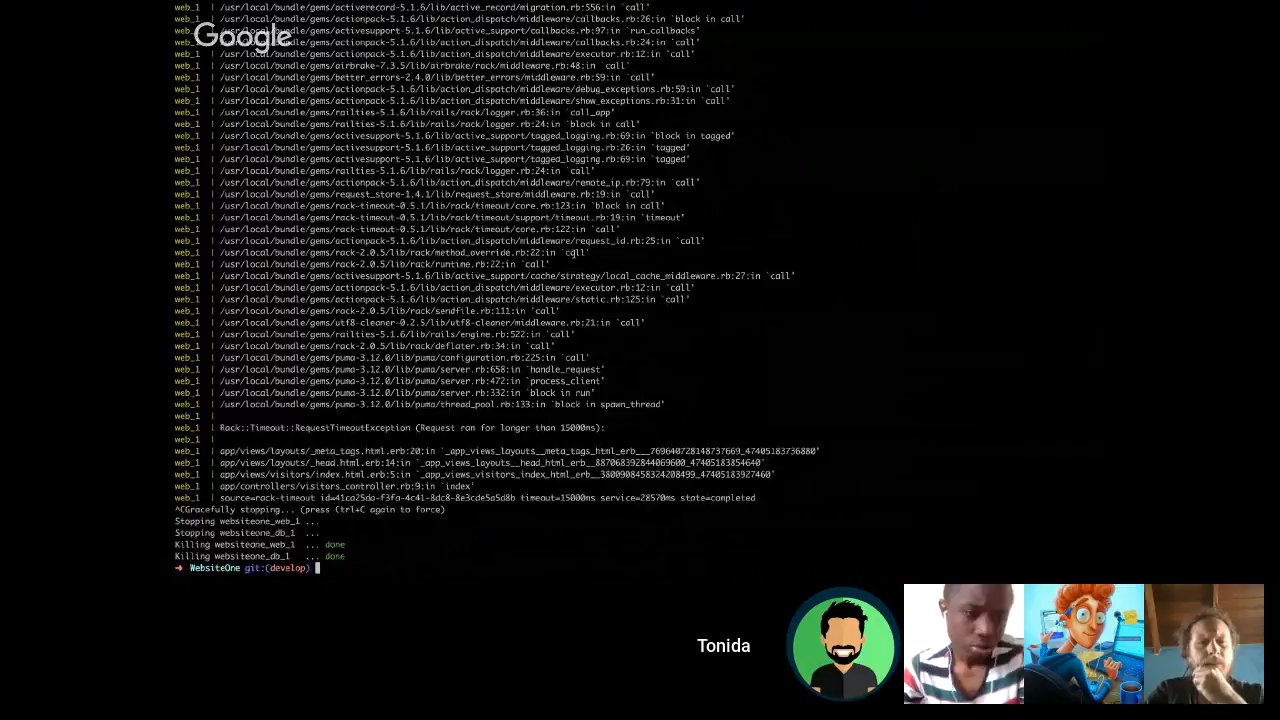 web_1 | /usr/local/bundle/gems/activerecord-5.1.6/lib/active_record/migration.rb:556:in `call'
web_1 | /usr/local/bundle/gems/actionpack-5.1.6/lib/action_dispatch/middleware/callbacks.rb:26:in `block in call'
web_1 | /usr/local/bundle/gems/activesupport-5.1.6/lib/active_support/callbacks.rb:97:in `run_callbacks'
Google
web_1 | /usr/local/bundle/gems/actionpack-5.1.6/lib/action_dispatch/middleware/callbacks.rb:24:in `call'
web_1 | /usr/local/bundle/gems/actionpack-5.1.6/lib/action_dispatch/middleware/executor.rb:12:in `call'
web_1 | /usr/local/bundle/gems/airbrake-7.3.5/lib/airbrake/rack/middleware.rb:48:in `call'
web_1 | /usr/local/bundle/gems/better_errors-2.4.0/lib/better_errors/middleware.rb:59:in `call'
web_1 | /usr/local/bundle/gems/actionpack-5.1.6/lib/action_dispatch/middleware/debug_exceptions.rb:59:in `call'
web_1 | /usr/local/bundle/gems/actionpack-5.1.6/lib/action_dispatch/middleware/show_exceptions.rb:31:in `call'
web_1 | /usr/local/bundle/gems/railties-5.1.6/lib/rails/rack/logger.rb:36:in `call_app'
web_1 | /usr/local/bundle/gems/railties-5.1.6/lib/rails/rack/logger.rb:24:in `block in call'
web_1 | /usr/local/bundle/gems/activesupport-5.1.6/lib/active_support/tagged_logging.rb:69:in `block in tagged'
web_1 | /usr/local/bundle/gems/activesupport-5.1.6/lib/active_support/tagged_logging.rb:26:in `tagged'
web_1 | /usr/local/bundle/gems/activesupport-5.1.6/lib/active_support/tagged_logging.rb:69:in `tagged'
web_1 | /usr/local/bundle/gems/railties-5.1.6/lib/rails/rack/logger.rb:24:in `call'
web_1 | /usr/local/bundle/gems/actionpack-5.1.6/lib/action_dispatch/middleware/remote_ip.rb:79:in `call'
web_1 | /usr/local/bundle/gems/request_store-1.4.1/lib/request_store/middleware.rb:19:in `call'
web_1 | /usr/local/bundle/gems/rack-timeout-0.5.1/lib/rack/timeout/core.rb:123:in `block in call'
web_1 | /usr/local/bundle/gems/rack-timeout-0.5.1/lib/rack/timeout/support/timeout.rb:19:in `timeout'
web_1 | /usr/local/bundle/gems/rack-timeout-0.5.1/lib/rack/timeout/core.rb:122:in `call'
web_1 | /usr/local/bundle/gems/actionpack-5.1.6/lib/action_dispatch/middleware/request_id.rb:25:in `call'
web_1 | /usr/local/bundle/gems/rack-2.0.5/lib/rack/method_override.rb:22:in `call'
web_1 | /usr/local/bundle/gems/rack-2.0.5/lib/rack/runtime.rb:22:in `call'
web_1 | /usr/local/bundle/gems/activesupport-5.1.6/lib/active_support/cache/strategy/local_cache_middleware.rb:27:in `call'
web_1 | /usr/local/bundle/gems/actionpack-5.1.6/lib/action_dispatch/middleware/executor.rb:12:in `call'
web_1 | /usr/local/bundle/gems/actionpack-5.1.6/lib/action_dispatch/middleware/static.rb:125:in `call'
web_1 | /usr/local/bundle/gems/rack-2.0.5/lib/rack/sendfile.rb:111:in `call'
web_1 | /usr/local/bundle/gems/utf8-cleaner-0.2.5/lib/utf8-cleaner/middleware.rb:21:in `call'
web_1 | /usr/local/bundle/gems/railties-5.1.6/lib/rails/engine.rb:522:in `call'
web_1 | /usr/local/bundle/gems/rack-2.0.5/lib/rack/deflater.rb:34:in `call'
web_1 | /usr/local/bundle/gems/puma-3.12.0/lib/puma/configuration.rb:225:in `call'
web_1 | /usr/local/bundle/gems/puma-3.12.0/lib/puma/server.rb:658:in `handle_request'
web_1 | /usr/local/bundle/gems/puma-3.12.0/lib/puma/server.rb:472:in `process_client'
web_1 | /usr/local/bundle/gems/puma-3.12.0/lib/puma/server.rb:332:in `block in run'
web_1 | /usr/local/bundle/gems/puma-3.12.0/lib/puma/thread_pool.rb:133:in `block in spawn_thread'
web_1 |
web_1 | Rack::Timeout::RequestTimeoutException (Request ran for longer than 15000ms):
web_1 |
web_1 | app/views/layouts/_meta_tags.html.erb:20:in `_app_views_layouts__meta_tags_html_erb___769640728148737669_47405183736880'
web_1 | app/views/layouts/_head.html.erb:14:in `_app_views_layouts__head_html_erb__887068392844069600_47405183854640'
web_1 | app/views/visitors/index.html.erb:5:in `_app_views_visitors_index_html_erb__3800908458324208499_47405183927460'
web_1 | app/controllers/visitors_controller.rb:9:in `index'
web_1 | source=rack-timeout id=41ca25da-f3fa-4c41-8dc8-8e3cde5a5d8b timeout=15000ms service=28570ms state=completed
^CGracefully stopping... (press Ctrl+C again to force)
Stopping websiteone_web_1 ...
Stopping websiteone_db_1 ...
Killing websiteone_web_1 ... done
Killing websiteone_db_1 ... done
➜ WebsiteOne git:(develop)
Tonida